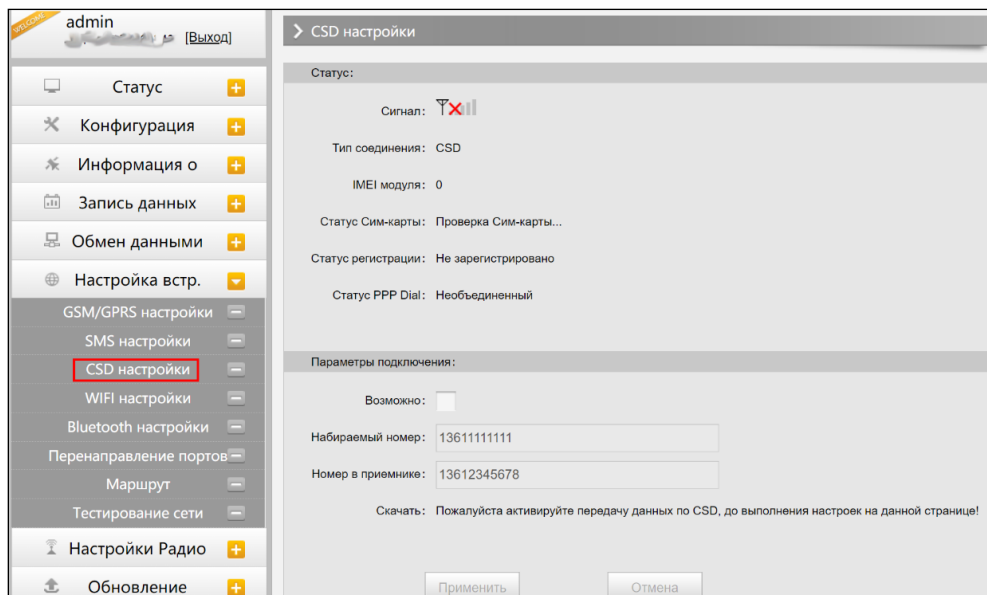 WELCOME
admin
[Выход]
Статус
Конфигурация
Информация о
Запись данных
Обмен данными
Настройка встр.
GSM/GPRS настройки
SMS настройки
CSD настройки
WIFI настройки
Bluetooth настройки
Перенаправление портов
Маршрут
Тестирование сети
Настройки Радио
Обновление
CSD настройки
Статус:
Сигнал:
Тип соединения: CSD
IMEI модуля: 0
Статус Сим-карты: Проверка Сим-карты...
Статус регистрации: Не зарегистрировано
Статус PPP Dial: Необъединенный
Параметры подключения:
Возможно:
Набираемый номер: 13611111111
Номер в приемнике: 13612345678
Скачать: Пожалуйста активируйте передачу данных по CSD, до выполнения настроек на данной странице!
Применить Отмена